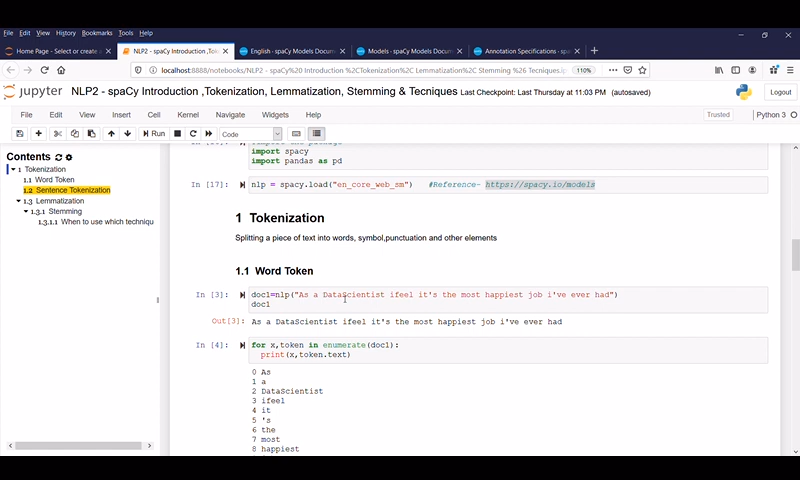 File Edit View History Bookmarks Tools Help
Home Page - Select or create a
NLP2 - spaCy Introduction ,Token
English - spaCy Models Docum
Models - spaCy Models Docume
Annotation Specifications - spa
localhost:8888/notebooks/NLP2 - spaCy%20 Introduction %2CTokenization%2C Lemmatization%2C Stemming %26 Tecniques.ip
110%
jupyter NLP2 - spaCy Introduction ,Tokenization, Lemmatization, Stemming & Tecniques Last Checkpoint: Last Thursday at 11:03 PM (autosaved)
Logout
File Edit View Insert Cell Kernel Navigate Widgets Help
Trusted
Python 3
Run
Code
Contents
1 Tokenization
1.1 Word Token
1.2 Sentence Tokenization
1.3 Lemmatization
1.3.1 Stemming
1.3.1.1 When to use which techniqu
import spacy
import pandas as pd
In [17]: nlp = spacy.load("en_core_web_sm") #Reference- https://spacy.io/models
1 Tokenization
Splitting a piece of text into words, symbol,punctuation and other elements
1.1 Word Token
In [3]: doc1=nlp("As a DataScientist ifeel it's the most happiest job i've ever had")
doc1
Out[3]: As a DataScientist ifeel it's the most happiest job i've ever had
In [4]: for x,token in enumerate(doc1):
print(x,token.text)
0 As
1 a
2 DataScientist
3 ifeel
4 it
5 's
6 the
7 most
8 happiest